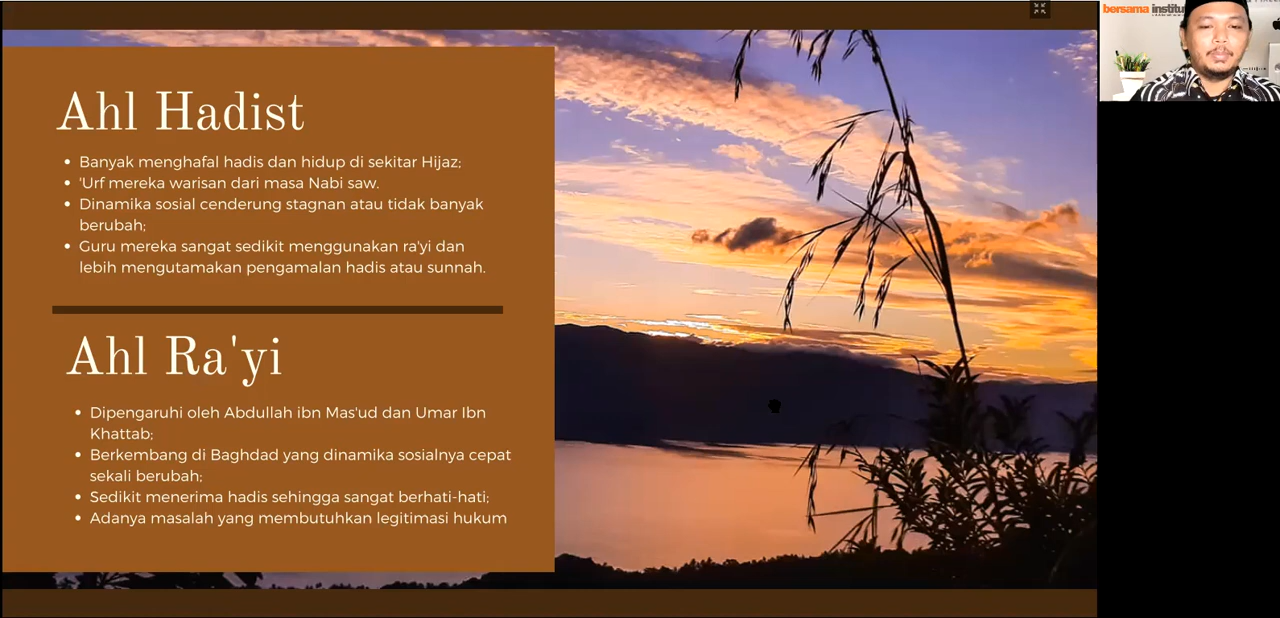 Ahl Hadist
Banyak menghafal hadis dan hidup di sekitar Hijaz;
'Urf mereka warisan dari masa Nabi saw.
Dinamika sosial cenderung stagnan atau tidak banyak
berubah;
Guru mereka sangat sedikit menggunakan ra'yi dan
lebih mengutamakan pengamalan hadis atau sunnah.
Ahl Ra'yi
Dipengaruhi oleh Abdullah ibn Mas'ud dan Umar Ibn
Khattab;
Berkembang di Baghdad yang dinamika sosialnya cepat
sekali berubah;
Sedikit menerima hadis sehingga sangat berhati-hati;
Adanya masalah yang membutuhkan legitimasi hukum
bersama